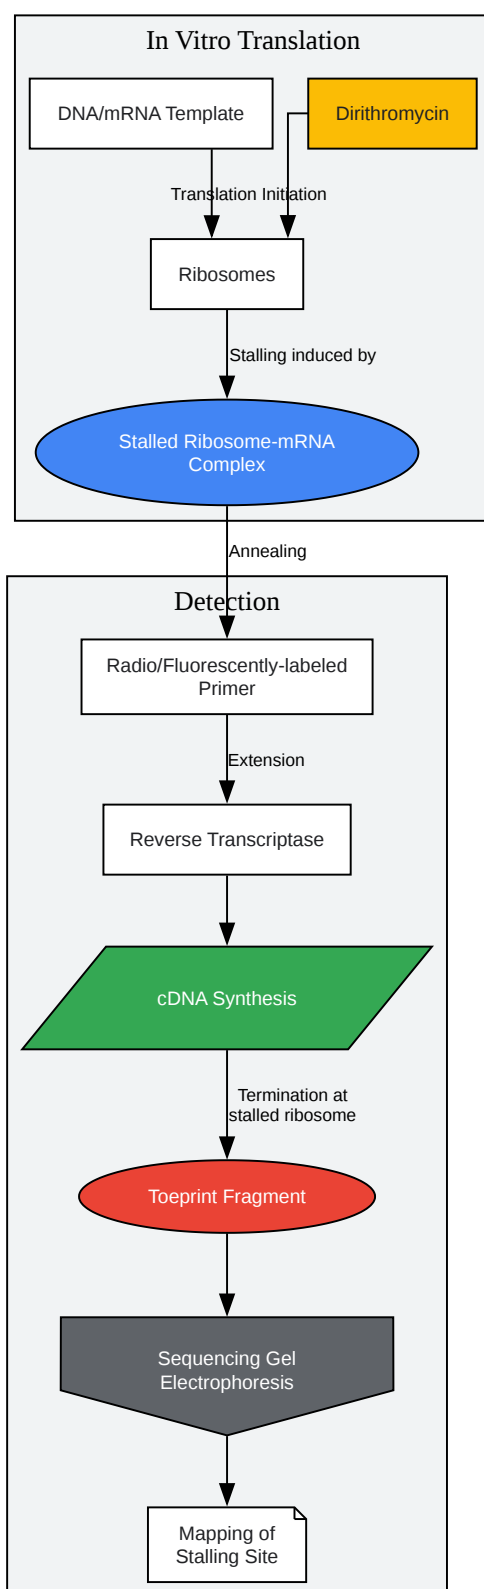 In Vitro Translation
DNA/mRNA Template
Dirithromycin
Translation Initiation
Ribosomes
Stalling induced by
Stalled Ribosome-mRNA
Complex
Annealing
Detection
Radio/Fluorescently-labeled
Primer
Extension
Reverse Transcriptase
cDNA Synthesis
Termination at
stalled ribosome
Toeprint Fragment
Sequencing Gel
Electrophoresis
Mapping of
Stalling Site